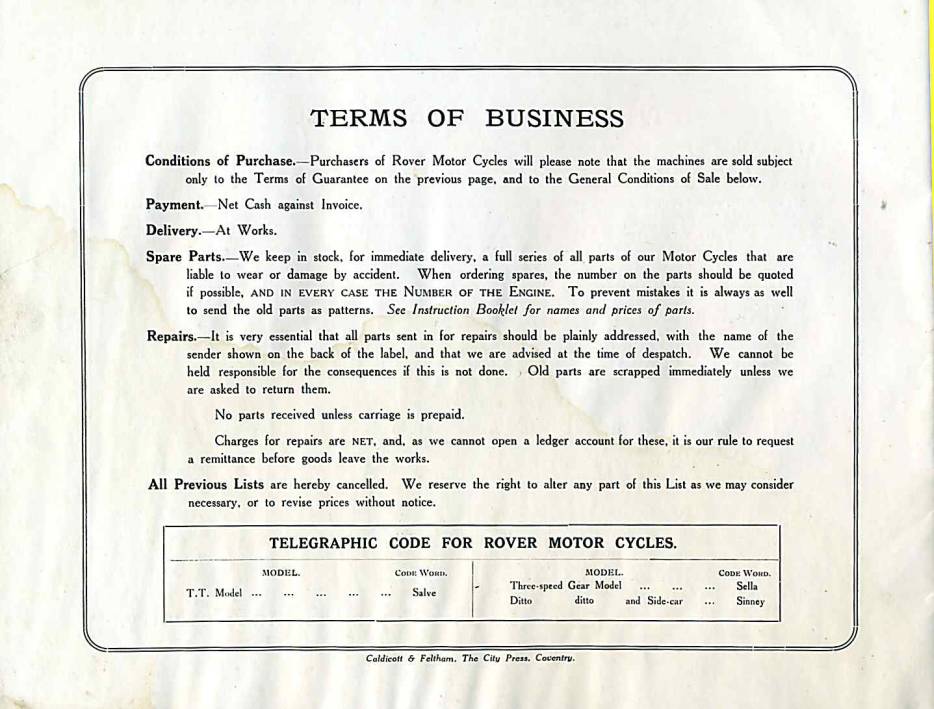 TERMS OF BUSINESS
Conditions of Purchase.—Purchasers of Rover Motor Cycles will please note that the machines are sold subject
only to the Terms of Guarantee on the previous page, and to the General Conditions of Sale below.
Payment.—Net Cash against Invoice.
Delivery.—At Works.
Spare Parts.—We keep in stock, for immediate delivery, a full series of all parts of our Motor Cycles that are
liable to wear or damage by accident. When ordering spares, the number on the parts should be quoted
if possible, AND IN EVERY CASE THE NUMBER OF THE ENGINE. To prevent mistakes it is always as well
to send the old parts as patterns. See Instruction Booklet for names and prices of parts.
Repairs.—It is very essential that all parts sent in for repairs should be plainly addressed, with the name of the
sender shown on the back of the label, and that we are advised at the time of despatch. We cannot be
held responsible for the consequences if this is not done. Old parts are scrapped immediately unless we
are asked to return them.
No parts received unless carriage is prepaid.
Charges for repairs are NET, and, as we cannot open a ledger account for these, it is our rule to request
a remittance before goods leave the works.
All Previous Lists are hereby cancelled. We reserve the right to alter any part of this List as we may consider
necessary, or to revise prices without notice.
TELEGRAPHIC CODE FOR ROVER MOTOR CYCLES.
MODEL. CODE WORD.
T.T. Model ... ... ... ... ... Salve
MODEL. CODE WORD.
Three-speed Gear Model ... ... ... Sella
Ditto ditto and Side-car ... Sinney
Caldicott & Feltham, The City Press, Coventry.